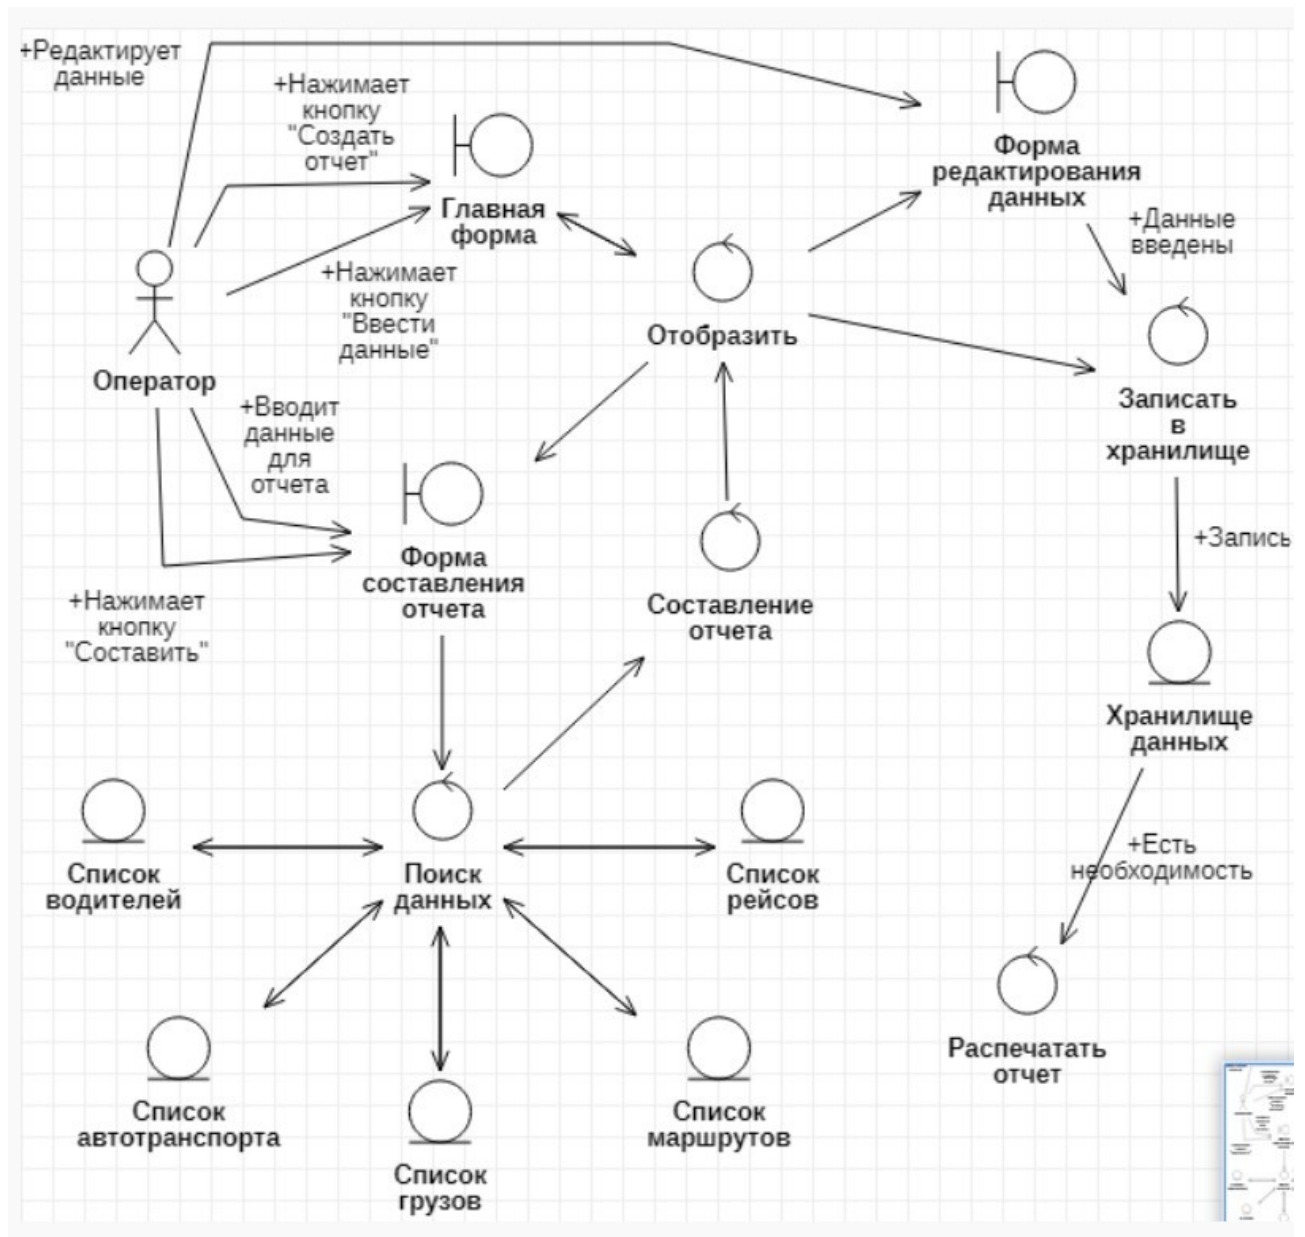 +Редактирует
данные
+Нажимает
кнопку
"Создать
отчет"
Главная
форма
Форма
редактирования
данных
+Данные
введены
+Нажимает
кнопку
"Ввести
данные"
Отобразить
Оператор
Записать
в
хранилище
+Вводит
данные
для
отчета
+Запись
Форма
составления
отчета
+Нажимает
кнопку
"Составить"
Составление
отчета
Хранилище
данных
+Есть
необходимость
Список
водителей
Поиск
данных
Список
рейсов
Распечатать
отчет
Список
автотранспорта
Список
грузов
Список
маршрутов